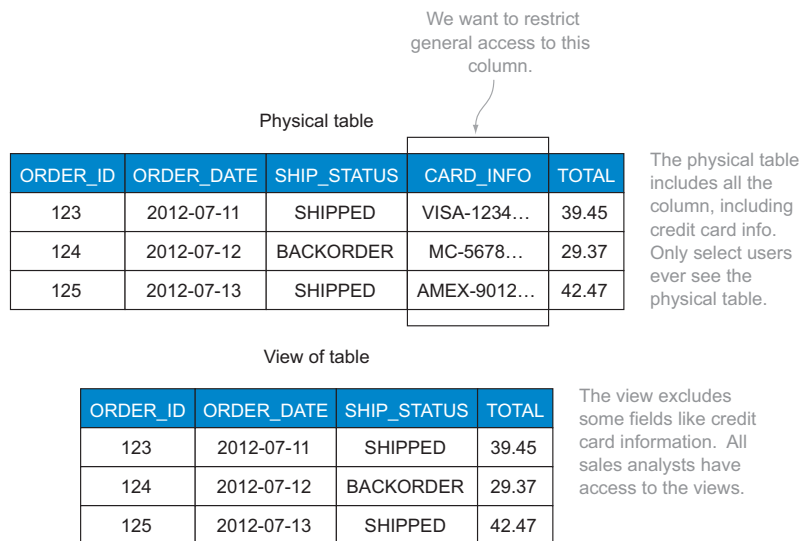 We want to restrict
general access to this
column.
Physical table
ORDER_ID ORDER_DATE SHIP_STATUS CARD_INFO TOTAL
123 2012-07-11 SHIPPED VISA-1234… 39.45
124 2012-07-12 BACKORDER MC-5678… 29.37
125 2012-07-13 SHIPPED AMEX-9012… 42.47
The physical table
includes all the
column, including
credit card info.
Only select users
ever see the
physical table.
View of table
ORDER_ID ORDER_DATE SHIP_STATUS TOTAL
123 2012-07-11 SHIPPED 39.45
124 2012-07-12 BACKORDER 29.37
125 2012-07-13 SHIPPED 42.47
The view excludes
some fields like credit
card information. All
sales analysts have
access to the views.